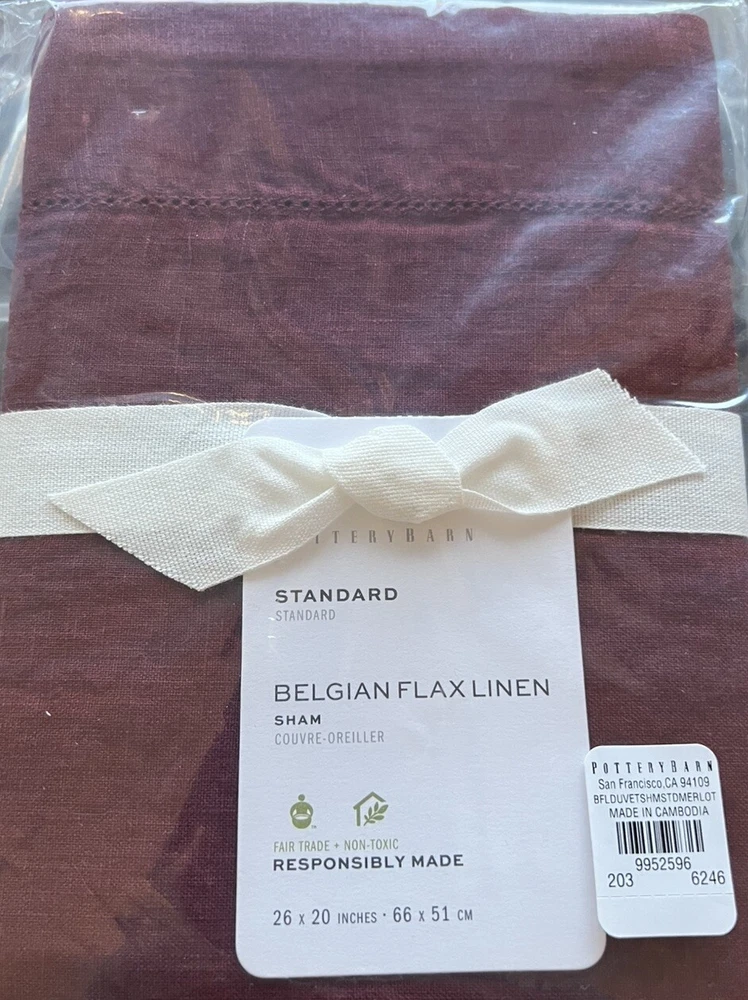 POTTERYBARN
STANDARD
STANDARD
BELGIAN FLAX LINEN
SHAM
COUVRE-OREILLER
FAIR TRADE + NON-TOXIC
RESPONSIBLY MADE
26 x 20 INCHES · 66 x 51 CM
POTTERYBARN
San Francisco,CA 94109
BFLDUVETSHMSTDMERLOT
MADE IN CAMBODIA
9952596
203 6246